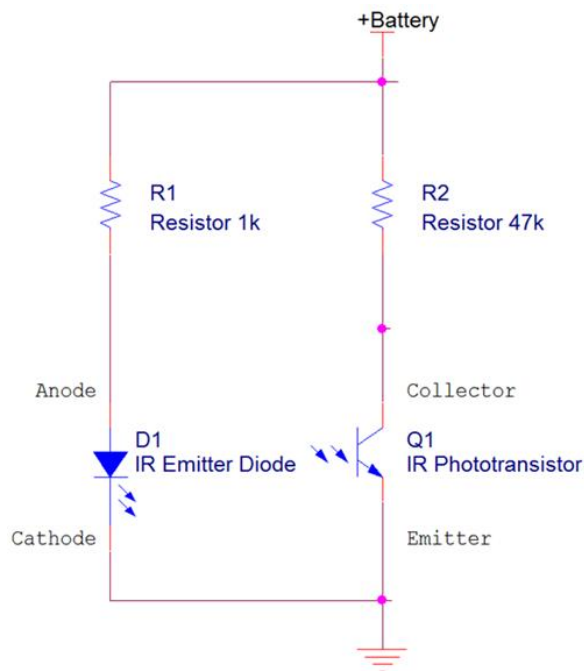 +Battery
R1
Resistor 1k
R2
Resistor 47k
Anode
Collector
D1
IR Emitter Diode
Q1
IR Phototransistor
Cathode
Emitter